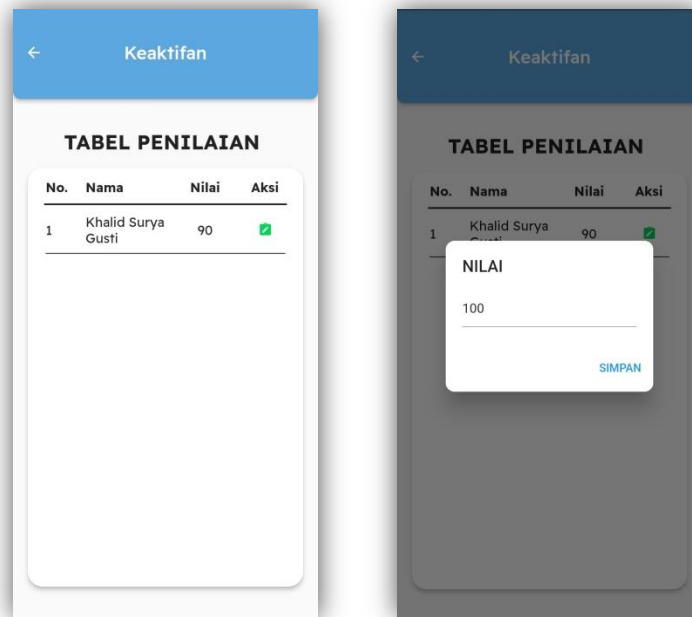 Keaktifan
TABEL PENILAIAN
No. Nama Nilai Aksi
1 Khalid Surya Gusti 90
Keaktifan
TABEL PENILAIAN
No. Nama Nilai Aksi
1 Khalid Surya Gusti 90
NILAI
100
SIMPAN